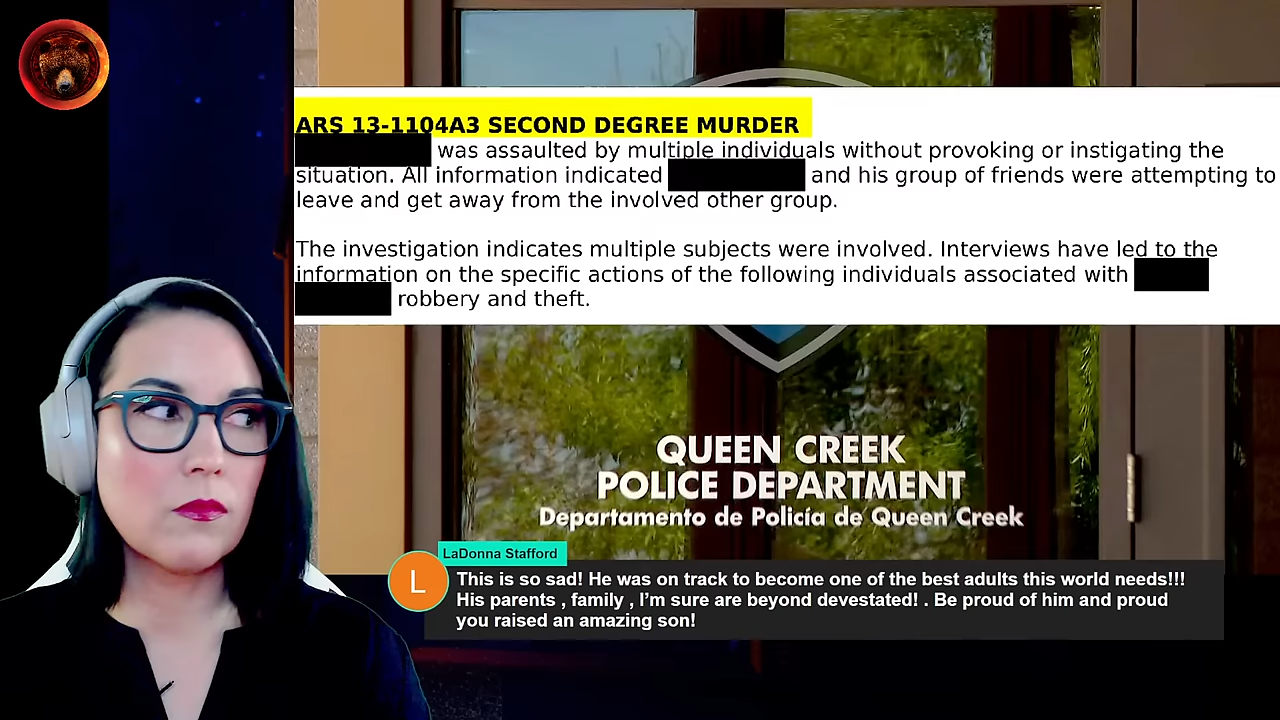 ARS 13-1104A3 SECOND DEGREE MURDER
was assaulted by multiple individuals without provoking or instigating the
situation. All information indicated and his group of friends were attempting to
leave and get away from the involved other group.
The investigation indicates multiple subjects were involved. Interviews have led to the
information on the specific actions of the following individuals associated with
robbery and theft.
QUEEN CREEK
POLICE DEPARTMENT
Departamento de Policía de Queen Creek
LaDonna Stafford
L
This is so sad! He was on track to become one of the best adults this world needs!!!
His parents , family , I'm sure are beyond devestated! . Be proud of him and proud
you raised an amazing son!